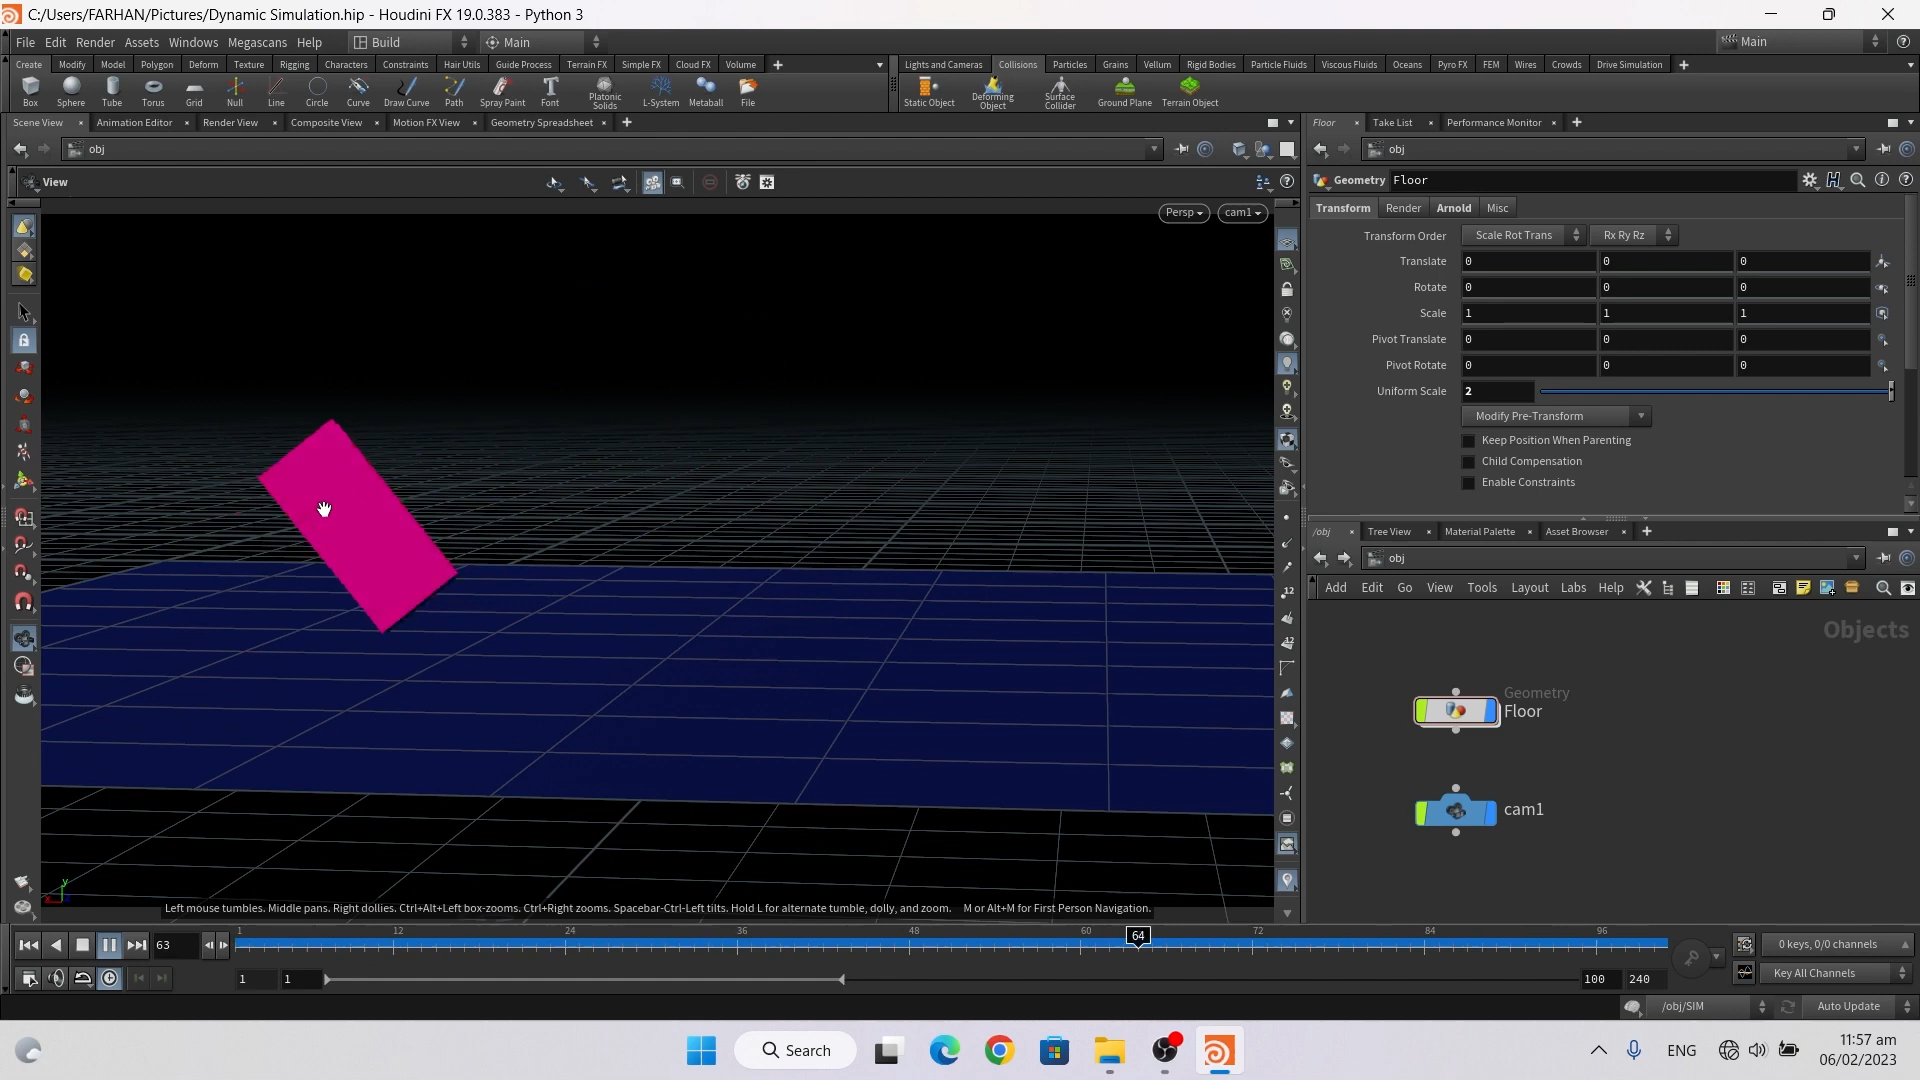 C:/Users/FARHAN/Pictures/Dynamic Simulation.hip - Houdini FX 19.0.383 - Python 3
File Edit Render Assets Windows Megascans Help Build Main Main
Create Modify Model Polygon Deform Texture Rigging Characters Constraints Hair Utils Guide Process Terrain FX Simple FX Cloud FX Volume
Lights and Cameras Collisions Particles Grains Vellum Rigid Bodies Particle Fluids Viscous Fluids Oceans Pyro FX FEM Wires Crowds Drive Simulation
Box Sphere Tube Torus Grid Null Line Circle Curve Draw Curve Path Spray Paint Font Platonic Solids L-System Metaball File
Static Object Deforming Object Surface Collider Ground Plane Terrain Object
Scene View Animation Editor Render View Composite View Motion FX View Geometry Spreadsheet
Floor Take List Performance Monitor
obj
obj
View
Geometry Floor
Persp cam1
Transform Render Arnold Misc
Transform Order Scale Rot Trans Rx Ry Rz
Translate 0 0 0
Rotate 0 0 0
Scale 1 1 1
Pivot Translate 0 0 0
Pivot Rotate 0 0 0
Uniform Scale 2
Modify Pre-Transform
Keep Position When Parenting
Child Compensation
Enable Constraints
/obj Tree View Material Palette Asset Browser
obj
Add Edit Go View Tools Layout Labs Help
Objects
Geometry
Floor
cam1
12
12
Left mouse tumbles. Middle pans. Right dollies. Ctrl+Alt+Left box-zooms. Ctrl+Right zooms. Spacebar-Ctrl-Left tilts. Hold L for alternate tumble, dolly, and zoom. M or Alt+M for First Person Navigation.
63
1 12 24 36 48 60 64 72 84 96
0 keys, 0/0 channels
1 1 100 240
Key All Channels
/obj/SIM Auto Update
Search
ENG
11:57 am
06/02/2023